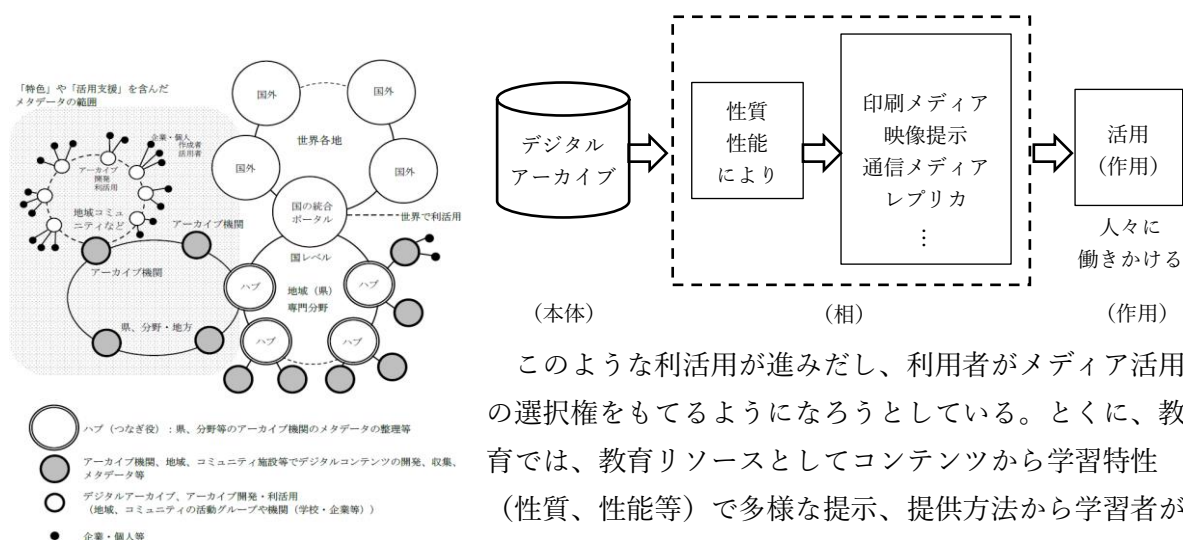 「特色」や「活用支援」を含んだ
メタデータの範囲
企業・個人
作成者
活用者
アーカイブ
開発
利活用
地域コミュ
ニティなど
アーカイブ機関
アーカイブ機関
県、分野・地方
国外
国外
国外
国外
世界各地
国の統合
ポータル
世界で利活用
国レベル
地域（県）
専門分野
ハブ
ハブ
ハブ
ハブ
ハブ（つなぎ役）：県、分野等のアーカイブ機関のメタデータの整理等
アーカイブ機関、地域、コミュニティ施設等でデジタルコンテンツの開発、収集、
メタデータ等
デジタルアーカイブ、アーカイブ開発・利活用
（地域、コミュニティの活動グループや機関（学校・企業等））
企業・個人等
デジタル
アーカイブ
性質
性能
により
印刷メディア
映像提示
通信メディア
レプリカ
⋮
活用
(作用)
人々に
働きかける
（本体）
（相）
（作用）
このような利活用が進みだし、利用者がメディア活用
の選択権をもてるようになろうとしている。とくに、教
育では、教育リソースとしてコンテンツから学習特性
（性質、性能等）で多様な提示、提供方法から学習者が